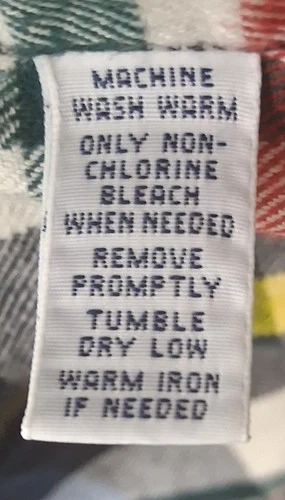 MACHINE
WASH WARM
ONLY NON-
CHLORINE
BLEACH
WHEN NEEDED
REMOVE
PROMPTLY
TUMBLE
DRY LOW
WARM IRON
IF NEEDED